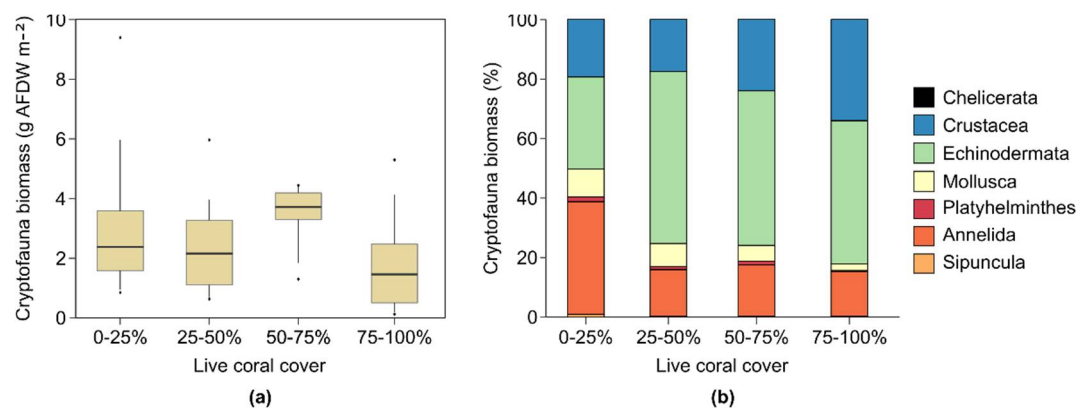 Cryptofauna biomass (g AFDW m⁻²)
10
8
6
4
2
0
0-25% 25-50% 50-75% 75-100%
Live coral cover
(a)
Cryptofauna biomass (%)
100
80
60
40
20
0
0-25% 25-50% 50-75% 75-100%
Live coral cover
(b)
Chelicerata
Crustacea
Echinodermata
Mollusca
Platyhelminthes
Annelida
Sipuncula